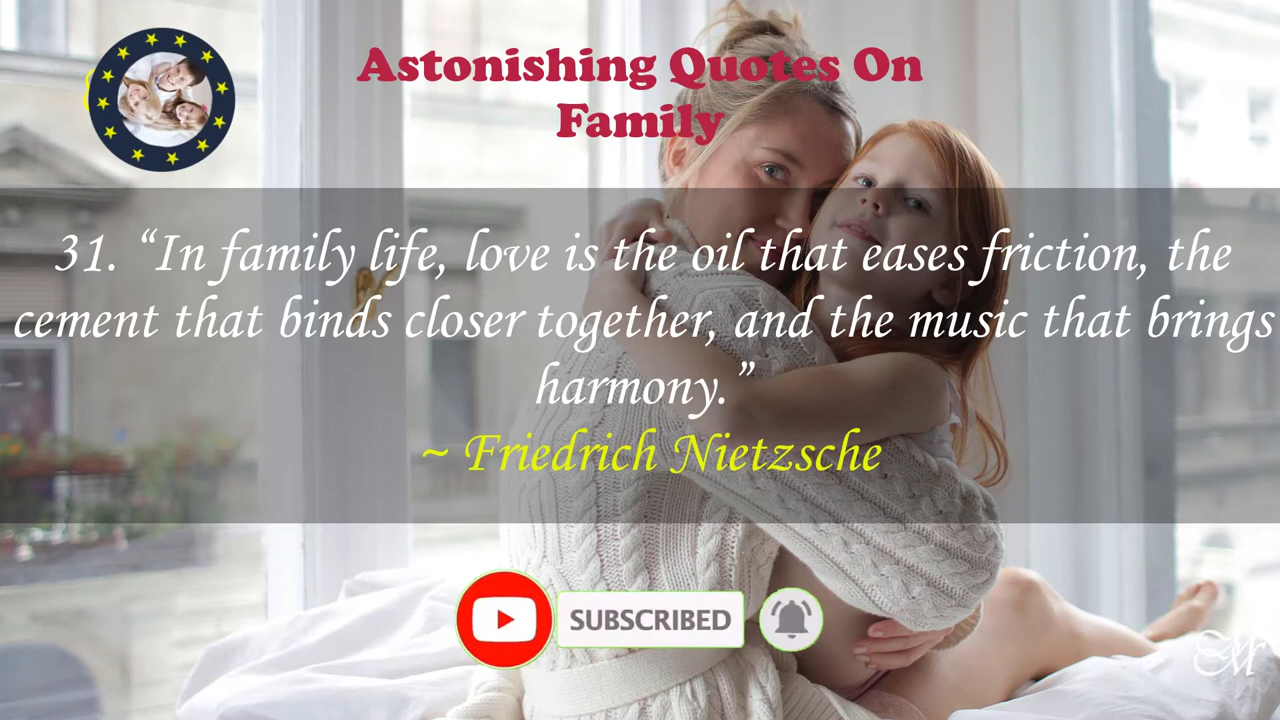 Astonishing Quotes On
Family
31. “In family life, love is the oil that eases friction, the
cement that binds closer together, and the music that brings
harmony.”
~ Friedrich Nietzsche
SUBSCRIBED